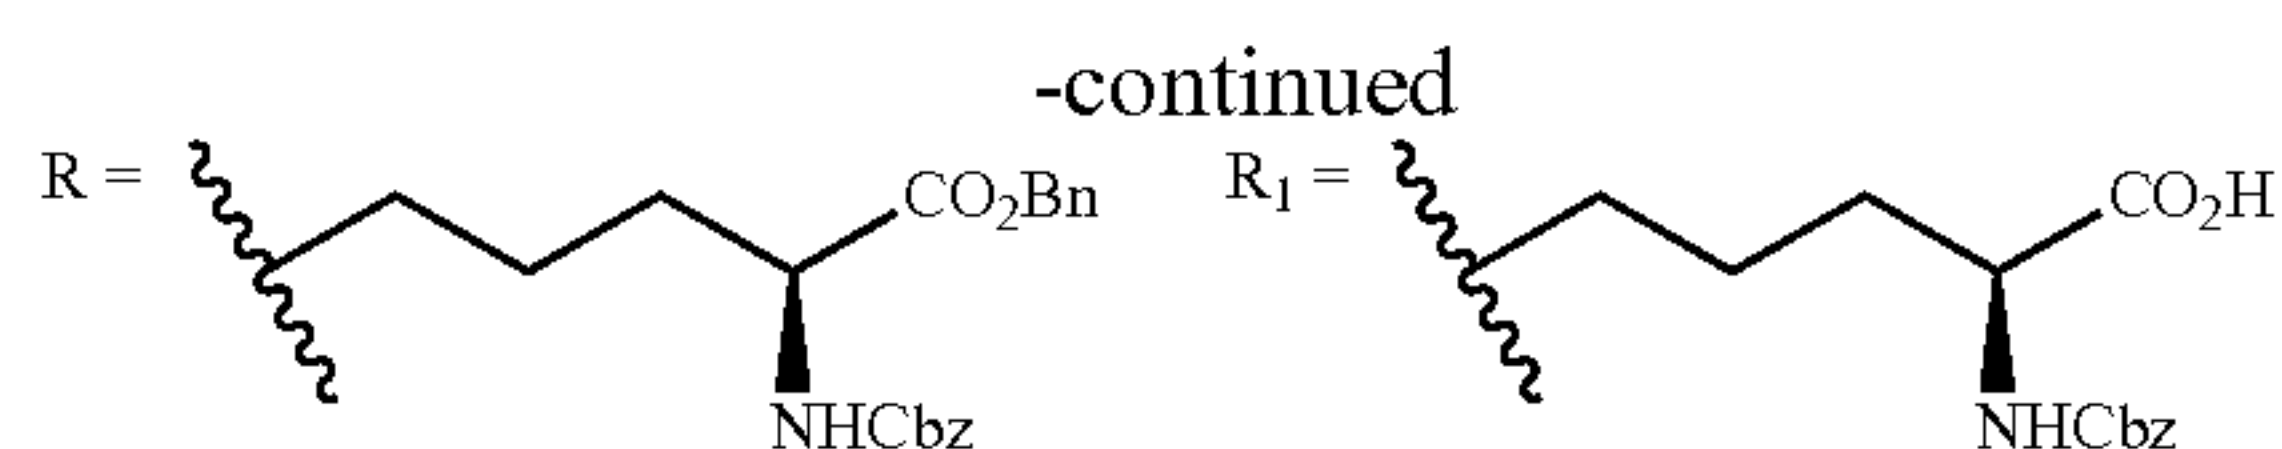 -continued
R = CO2Bn R1 = CO2H
NHCbz NHCbz